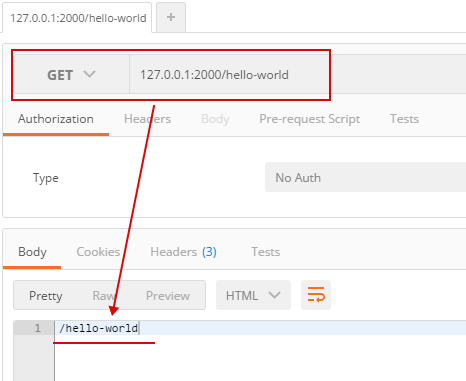 127.0.0.1:2000/hello-world +
GET 127.0.0.1:2000/hello-world
Authorization Headers Body Pre-request Script Tests
Type No Auth
Body Cookies Headers (3) Tests
Pretty Raw Preview HTML
1 /hello-world